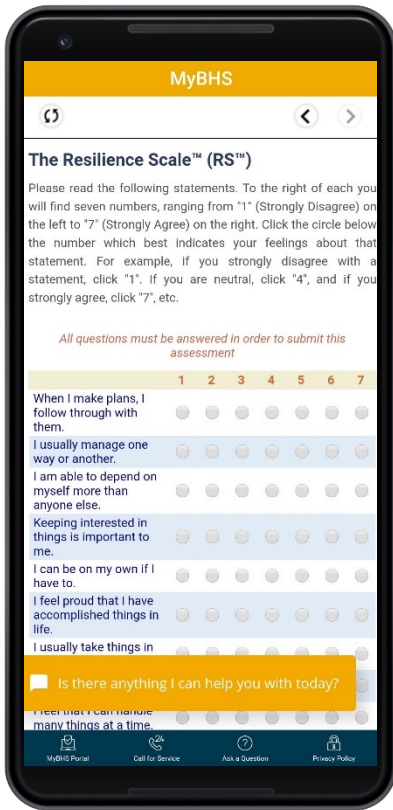 MyBHS
The Resilience Scale™ (RS™)
Please read the following statements. To the right of each you
will find seven numbers, ranging from "1" (Strongly Disagree) on
the left to "7" (Strongly Agree) on the right. Click the circle below
the number which best indicates your feelings about that
statement. For example, if you strongly disagree with a
statement, click "1". If you are neutral, click "4", and if you
strongly agree, click "7", etc.
All questions must be answered in order to submit this
assessment
1 2 3 4 5 6 7
When I make plans, I
follow through with
them.
I usually manage one
way or another.
I am able to depend on
myself more than
anyone else.
Keeping interested in
things is important to
me.
I can be on my own if I
have to.
I feel proud that I have
accomplished things in
life.
I usually take things in
Is there anything I can help you with today?
I feel that I can handle
many things at a time.
MyBHS Portal
24
Call for Service
Ask a Question
Privacy Policy